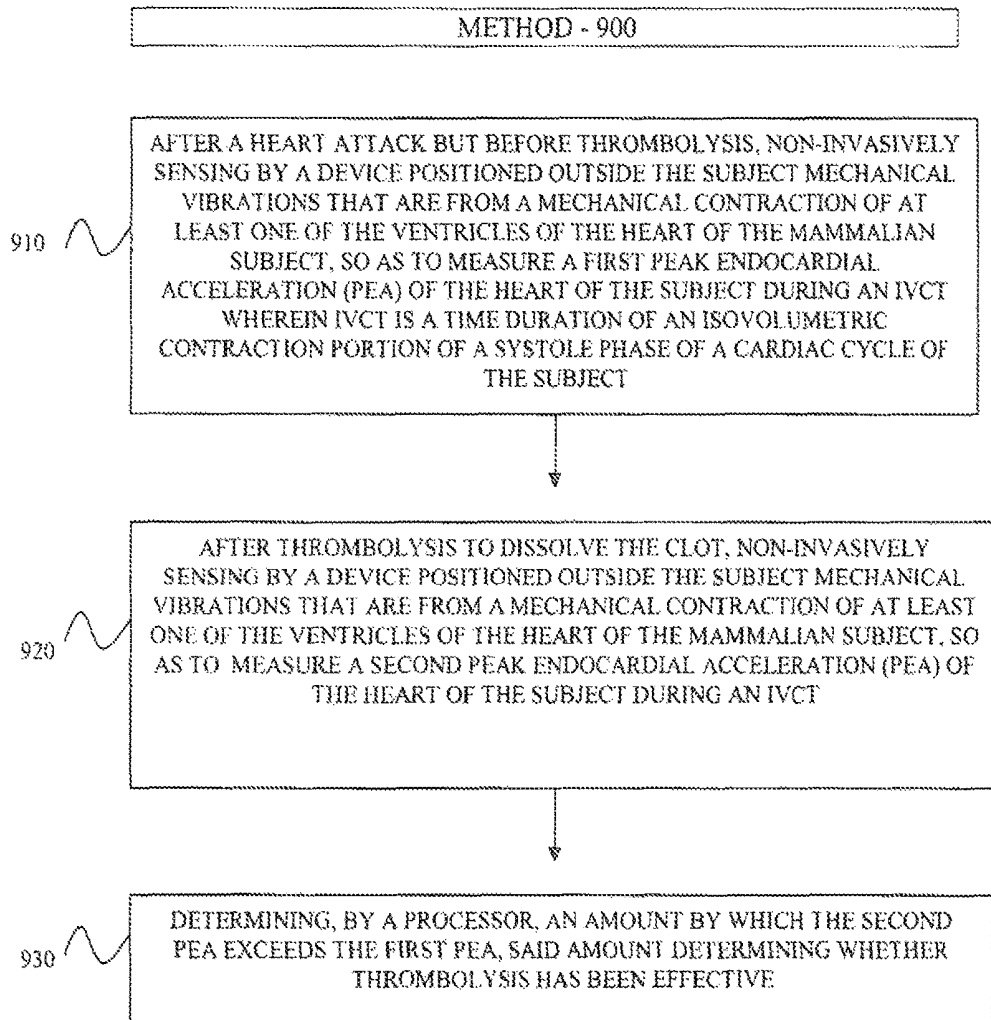 METHOD - 900
AFTER A HEART ATTACK BUT BEFORE THROMBOLYSIS, NON-INVASIVELY
SENSING BY A DEVICE POSITIONED OUTSIDE THE SUBJECT MECHANICAL
VIBRATIONS THAT ARE FROM A MECHANICAL CONTRACTION OF AT
LEAST ONE OF THE VENTRICLES OF THE HEART OF THE MAMMALIAN
SUBJECT, SO AS TO MEASURE A FIRST PEAK ENDOCARDIAL
ACCELERATION (PEA) OF THE HEART OF THE SUBJECT DURING AN IVCT
WHEREIN IVCT IS A TIME DURATION OF AN ISOVOLUMETRIC
CONTRACTION PORTION OF A SYSTOLE PHASE OF A CARDIAC CYCLE OF
THE SUBJECT
910
AFTER THROMBOLYSIS TO DISSOLVE THE CLOT, NON-INVASIVELY
SENSING BY A DEVICE POSITIONED OUTSIDE THE SUBJECT MECHANICAL
VIBRATIONS THAT ARE FROM A MECHANICAL CONTRACTION OF AT LEAST
ONE OF THE VENTRICLES OF THE HEART OF THE MAMMALIAN SUBJECT, SO
AS TO MEASURE A SECOND PEAK ENDOCARDIAL ACCELERATION (PEA) OF
THE HEART OF THE SUBJECT DURING AN IVCT
920
DETERMINING, BY A PROCESSOR, AN AMOUNT BY WHICH THE SECOND
PEA EXCEEDS THE FIRST PEA, SAID AMOUNT DETERMINING WHETHER
THROMBOLYSIS HAS BEEN EFFECTIVE
930